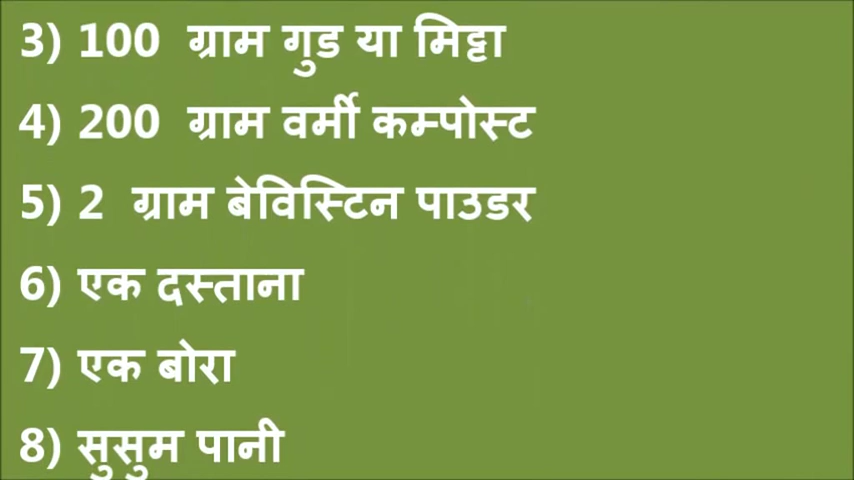 3) 100 ग्राम गुड या मिट्ठा
4) 200 ग्राम वर्मी कम्पोस्ट
5) 2 ग्राम बेविस्टिन पाउडर
6) एक दस्ताना
7) एक बोरा
8) सुसुम पानी